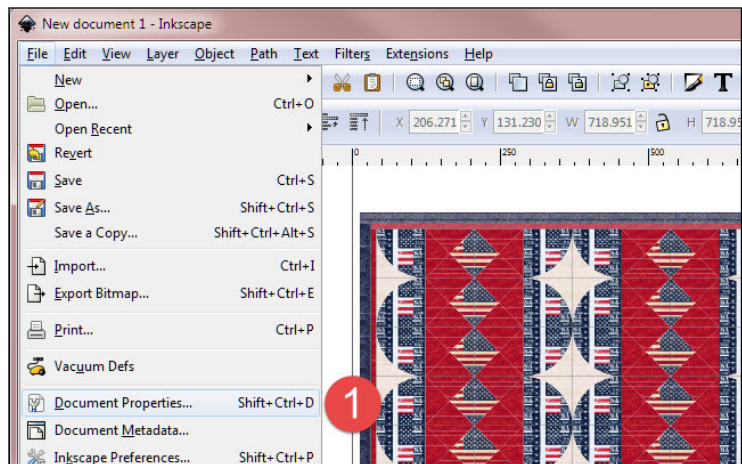 New document 1 - Inkscape
File Edit View Layer Object Path Text Filters Extensions Help
New
Open... Ctrl+O
X 206.271 Y 131.230 W 718.951 H 718.95
Open Recent
Revert
0 250 500
Save Ctrl+S
Save As... Shift+Ctrl+S
Save a Copy... Shift+Ctrl+Alt+S
Import... Ctrl+I
Export Bitmap... Shift+Ctrl+E
Print... Ctrl+P
Vacuum Defs
Document Properties... Shift+Ctrl+D
1
Document Metadata...
Inkscape Preferences... Shift+Ctrl+P